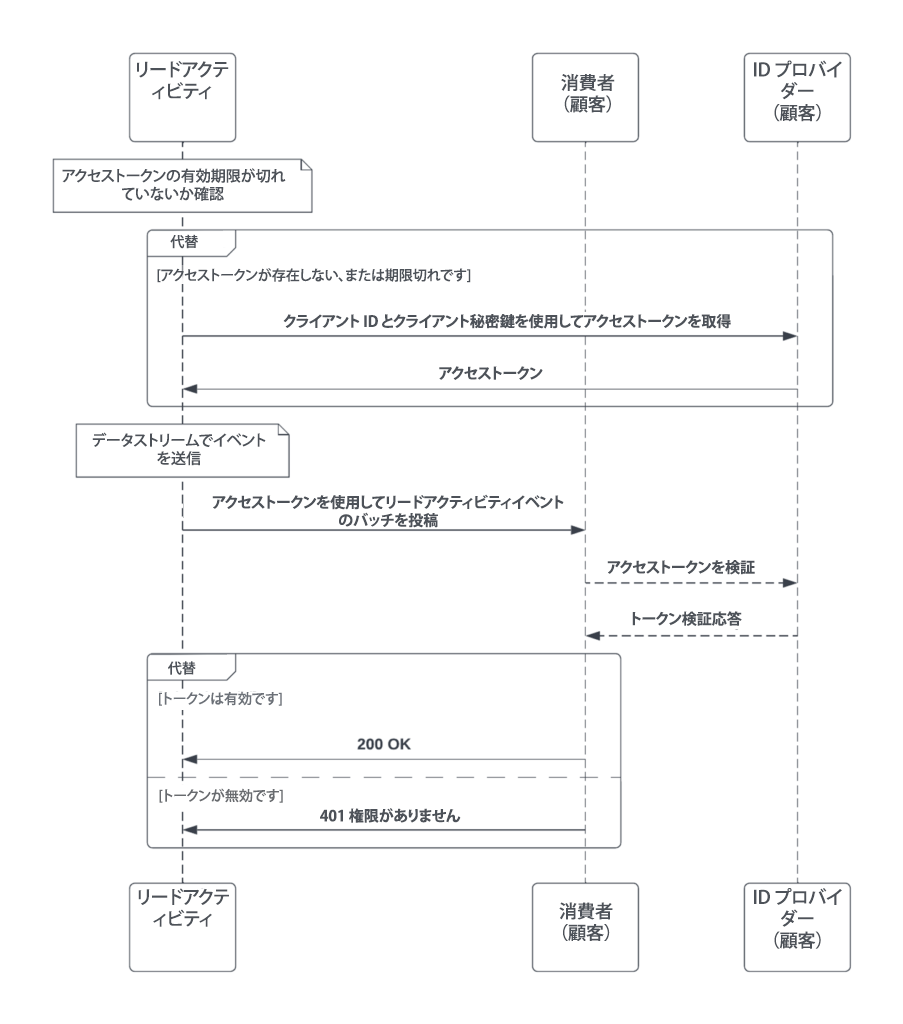 リードアクテ
ィビティ
消費者
（顧客）
ID プロバイ
ダー
（顧客）
アクセストークンの有効期限が切れ
ていないか確認
代替
[アクセストークンが存在しない、または期限切れです]
クライアント ID とクライアント秘密鍵を使用してアクセストークンを取得
アクセストークン
データストリームでイベント
を送信
アクセストークンを使用してリードアクティビティイベント
のバッチを投稿
アクセストークンを検証
トークン検証応答
代替
[トークンは有効です]
200 OK
[トークンが無効です]
401 権限がありません
リードアクテ
ィビティ
消費者
（顧客）
ID プロバイ
ダー
（顧客）